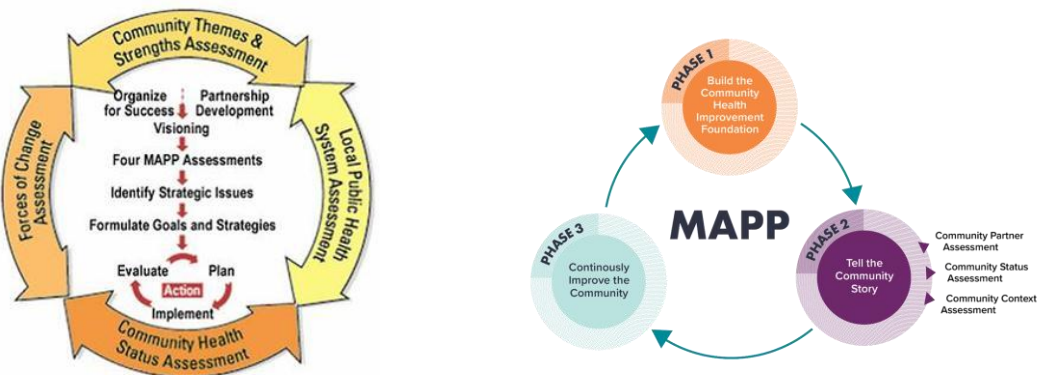 Community Themes &
Strengths Assessment
Organize
for Success
Partnership
Development
Visioning
Four MAPP Assessments
Identify Strategic Issues
Formulate Goals and Strategies
Evaluate
Plan
Action
Implement
Forces of Change
Assessment
Local Public Health
System Assessment
Community Health
Status Assessment
PHASE 1
Build the
Community
Health
Improvement
Foundation
MAPP
PHASE 2
Tell the
Community
Story
Community Partner
Assessment
Community Status
Assessment
Community Context
Assessment
PHASE 3
Continously
Improve the
Community